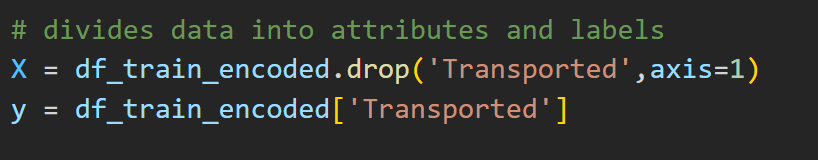 # divides data into attributes and labels
X = df_train_encoded.drop('Transported',axis=1)
y = df_train_encoded['Transported']